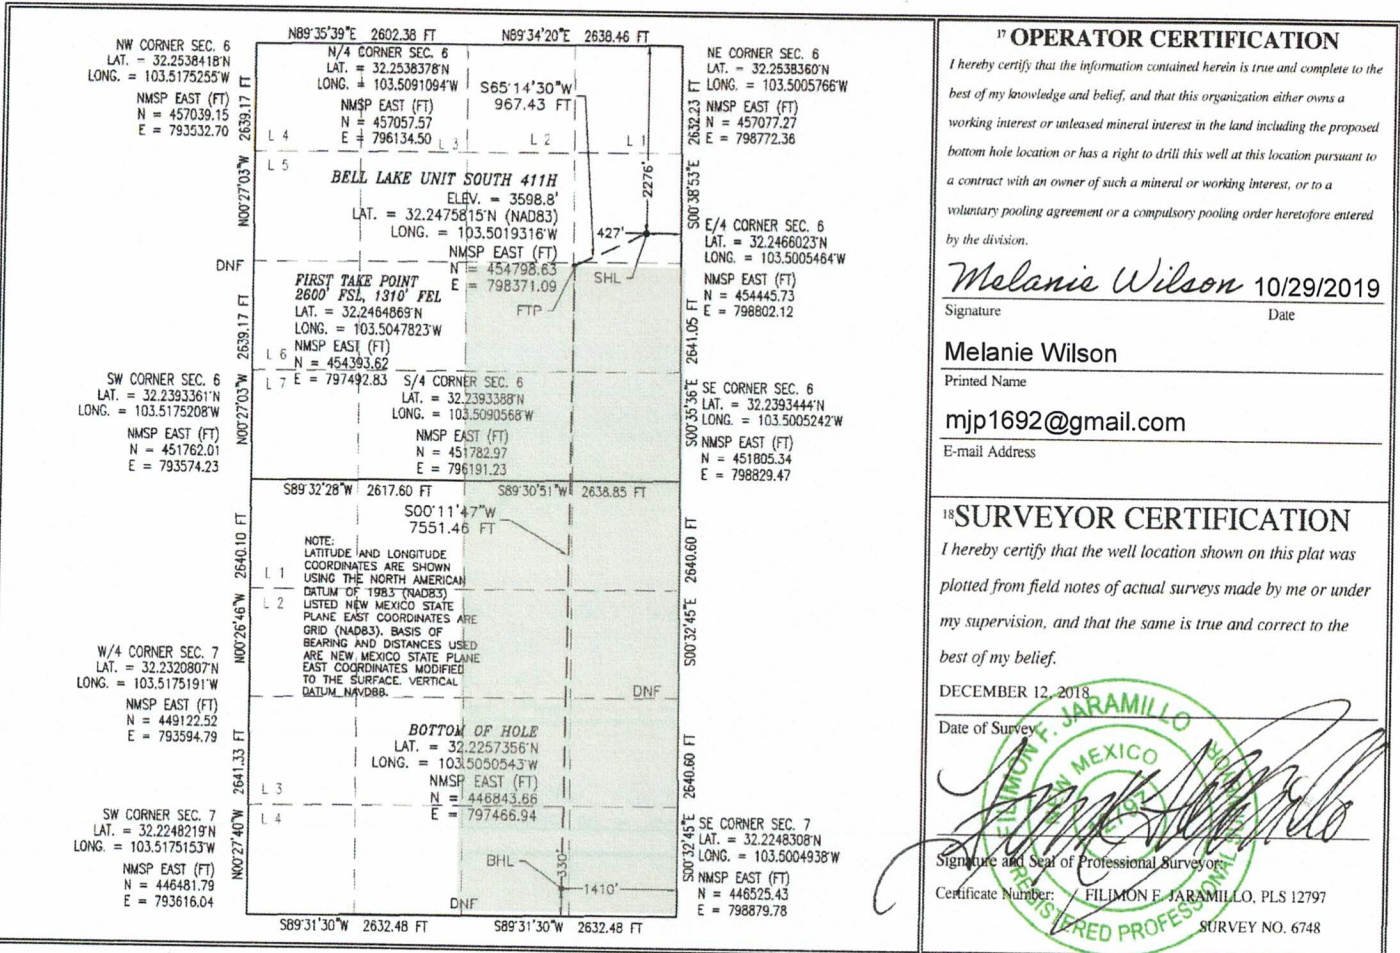 N89°35'39"E 2602.38 FT
N89°34'20"E 2638.46 FT
NW CORNER SEC. 6
LAT. = 32.2538418'N
LONG. = 103.5175255'W
NMSP EAST (FT)
N = 457039.15
E = 793532.70
N/4 CORNER SEC. 6
LAT. = 32.2538378'N
LONG. = 103.5091094'W
NMSP EAST (FT)
N = 457057.57
E = 796134.50
S65°14'30"W
967.43 FT
NE CORNER SEC. 6
LAT. = 32.2538360'N
LONG. = 103.5005766'W
NMSP EAST (FT)
N = 457077.27
E = 798772.36
N00°27'03"W 2639.17 FT
S00°38'53"E 2632.23 FT
L 4
L 3
L 2
L 1
L 5
2276'
BELL LAKE UNIT SOUTH 411H
ELEV. = 3598.8'
LAT. = 32.2475815'N (NAD83)
LONG. = 103.5019316'W
NMSP EAST (FT)
N = 454798.63
E = 798371.09
427'
SHL
FTP
E/4 CORNER SEC. 6
LAT. = 32.2466023'N
LONG. = 103.5005464'W
NMSP EAST (FT)
N = 454445.73
E = 798802.12
DNF
FIRST TAKE POINT
2600' FSL, 1310' FEL
LAT. = 32.2464869'N
LONG. = 103.5047823'W
NMSP EAST (FT)
N = 454393.62
E = 797492.83
N00°27'03"W 2639.17 FT
S00°35'36"E 2641.05 FT
L 6
L 7
SW CORNER SEC. 6
LAT. = 32.2393361'N
LONG. = 103.5175208'W
NMSP EAST (FT)
N = 451762.01
E = 793574.23
S/4 CORNER SEC. 6
LAT. = 32.2393388'N
LONG. = 103.5090568'W
NMSP EAST (FT)
N = 451782.97
E = 796191.23
SE CORNER SEC. 6
LAT. = 32.2393444'N
LONG. = 103.5005242'W
NMSP EAST (FT)
N = 451805.34
E = 798829.47
S89°32'28"W 2617.60 FT
S89°30'51"W 2638.85 FT
S00°11'47"W
7551.46 FT
NOTE:
LATITUDE AND LONGITUDE
COORDINATES ARE SHOWN
USING THE NORTH AMERICAN
DATUM OF 1983 (NAD83)
LISTED NEW MEXICO STATE
PLANE EAST COORDINATES ARE
GRID (NAD83). BASIS OF
BEARING AND DISTANCES USED
ARE NEW MEXICO STATE PLANE
EAST COORDINATES MODIFIED
TO THE SURFACE. VERTICAL
DATUM NAVD88.
L 1
L 2
N00°26'46"W 2640.10 FT
S00°32'45"E 2640.60 FT
W/4 CORNER SEC. 7
LAT. = 32.2320807'N
LONG. = 103.5175191'W
NMSP EAST (FT)
N = 449122.52
E = 793594.79
DNF
BOTTOM OF HOLE
LAT. = 32.2257356'N
LONG. = 103.5050543'W
NMSP EAST (FT)
N = 446843.66
E = 797466.94
L 3
L 4
N00°27'40"W 2641.33 FT
S00°32'45"E 2640.60 FT
SW CORNER SEC. 7
LAT. = 32.2248219'N
LONG. = 103.5175153'W
NMSP EAST (FT)
N = 446481.79
E = 793616.04
BHL
330'
1410'
DNF
SE CORNER SEC. 7
LAT. = 32.2248308'N
LONG. = 103.5004938'W
NMSP EAST (FT)
N = 446525.43
E = 798879.78
S89°31'30"W 2632.48 FT
S89°31'30"W 2632.48 FT
17 OPERATOR CERTIFICATION
I hereby certify that the information contained herein is true and complete to the
best of my knowledge and belief, and that this organization either owns a
working interest or unleased mineral interest in the land including the proposed
bottom hole location or has a right to drill this well at this location pursuant to
a contract with an owner of such a mineral or working interest, or to a
voluntary pooling agreement or a compulsory pooling order heretofore entered
by the division.
Melanie Wilson 10/29/2019
Signature Date
Melanie Wilson
Printed Name
mjp1692@gmail.com
E-mail Address
18 SURVEYOR CERTIFICATION
I hereby certify that the well location shown on this plat was
plotted from field notes of actual surveys made by me or under
my supervision, and that the same is true and correct to the
best of my belief.
DECEMBER 12, 2018
Date of Survey
FILIMON F. JARAMILLO
NEW MEXICO
REGISTERED PROFESSIONAL
Signature and Seal of Professional Surveyor:
Certificate Number: FILIMON F. JARAMILLO, PLS 12797
SURVEY NO. 6748